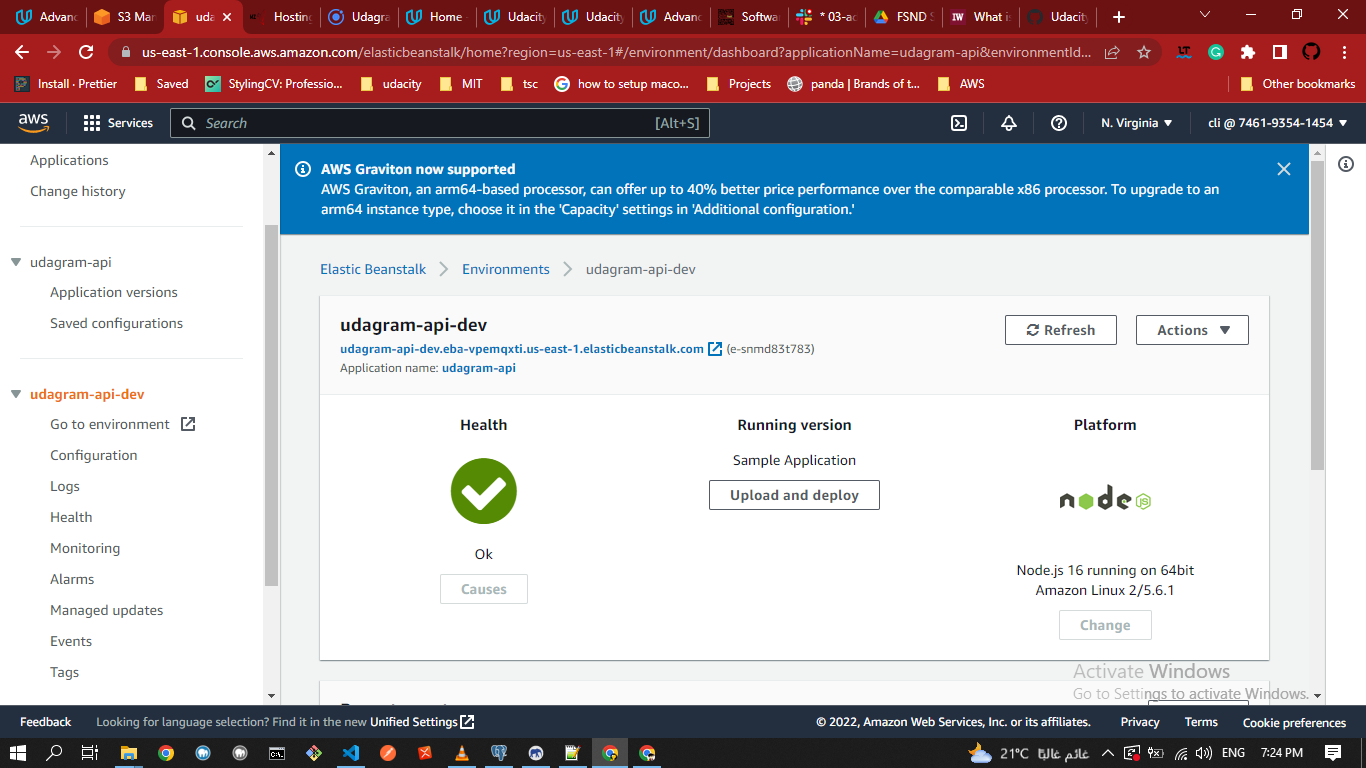 Advanc
S3 Man
uda
Hosting
Udagra
Home -
Udacity
Udacity
Advanc
Softwa
* 03-ac
FSND S
What is
Udacity
us-east-1.console.aws.amazon.com/elasticbeanstalk/home?region=us-east-1#/environment/dashboard?applicationName=udagram-api&environmentId...
Install · Prettier
Saved
StylingCV: Professio...
udacity
MIT
tsc
how to setup maco...
Projects
panda | Brands of t...
AWS
Other bookmarks
aws
Services
Search
[Alt+S]
N. Virginia
cli @ 7461-9354-1454
Applications
Change history
udagram-api
Application versions
Saved configurations
udagram-api-dev
Go to environment
Configuration
Logs
Health
Monitoring
Alarms
Managed updates
Events
Tags
AWS Graviton now supported
AWS Graviton, an arm64-based processor, can offer up to 40% better price performance over the comparable x86 processor. To upgrade to an
arm64 instance type, choose it in the 'Capacity' settings in 'Additional configuration.'
Elastic Beanstalk
Environments
udagram-api-dev
udagram-api-dev
udagram-api-dev.eba-vpemqxti.us-east-1.elasticbeanstalk.com (e-snmd83t783)
Application name: udagram-api
Refresh
Actions
Health
Ok
Causes
Running version
Sample Application
Upload and deploy
Platform
node JS
Node.js 16 running on 64bit
Amazon Linux 2/5.6.1
Change
Activate Windows
Go to Settings to activate Windows.
Feedback
Looking for language selection? Find it in the new Unified Settings
© 2022, Amazon Web Services, Inc. or its affiliates.
Privacy
Terms
Cookie preferences
21°C غائم غالبًا
ENG
7:24 PM